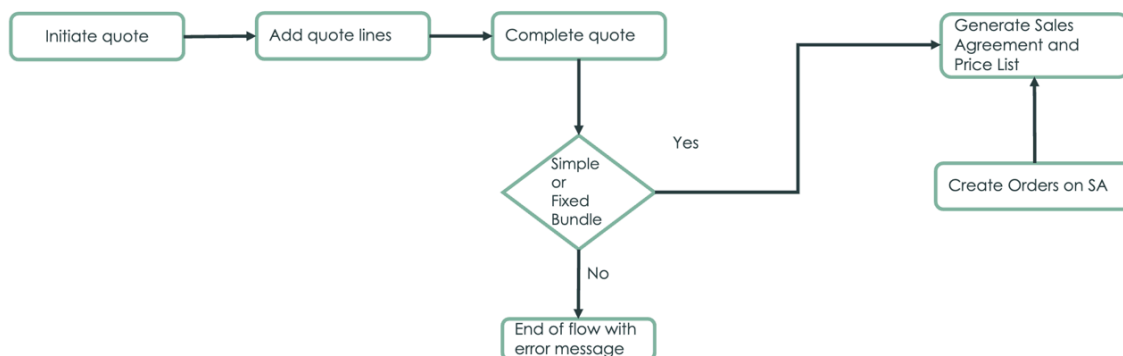 Initiate quote
Add quote lines
Complete quote
Generate Sales
Agreement and
Price List
Yes
Simple
or
Fixed
Bundle
Create Orders on SA
No
End of flow with
error message